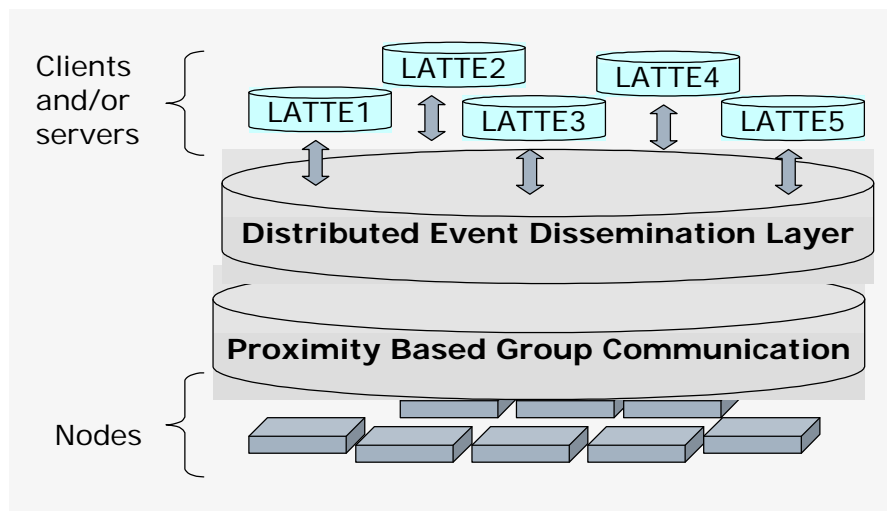 Clients
and/or
servers
LATTE1
LATTE2
LATTE3
LATTE4
LATTE5
Distributed Event Dissemination Layer
Proximity Based Group Communication
Nodes